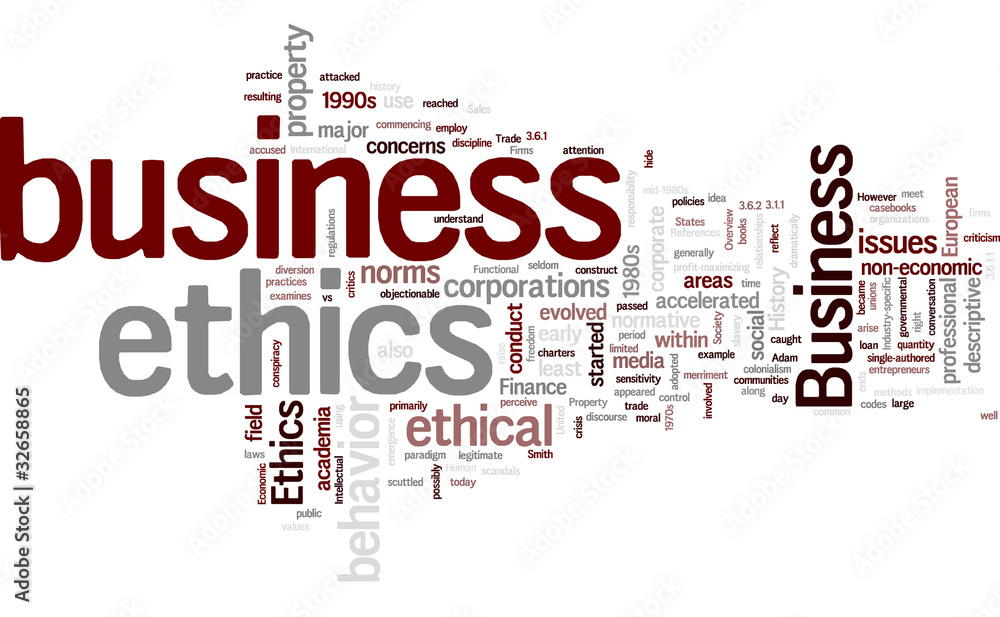 property
practice
attacked
history
resulting
1990s
use
reached
Sales
major
commencing
employ
accused
International
concerns
discipline
Trade
3.6.1
Firms
attention
business
understand
hide
responsibility
mid-1980s
policies
idea
States
References
corporate
generally
profit-maximizing
Overview
books
3.6.2
3.1.1
relationships
reflect
dramatically
Business
However
meet
casebooks
organizations
European
firms
issues
criticism
non-economic
3.6.1
regulations
diversion
practices
examines
vs
critics
norms
objectionable
Functional
seldom
construct
corporations
1980s
areas
time
accelerated
History
ethics
conduct
evolved
passed
early
normative
freedom
raise
charters
least
started
period
limited
within
Society
slavery
social
media
example
caught
Adam
colonialism
sensitivity
adopted
merriment
communities
appeared
control
along
day
Finance
perceive
Property
trade
discourse
moral
1970s
involved
crisis
United
became
unions
Industry-specific
governmental
right
conversation
professional
descriptive
arise
loan
quantity
single-authored
entrepreneurs
ends
methods
Implementation
codes
large
common
well
conspiracy
also
field
laws
Ethics
Economic
academia
using
Intellectual
behavior
primarily
ethical
emergence
paradigm
legitimate
Smith
Human
scandals
scuttled
possibly
today
public
values
Adobe Stock | #32658865
Adobe Stock